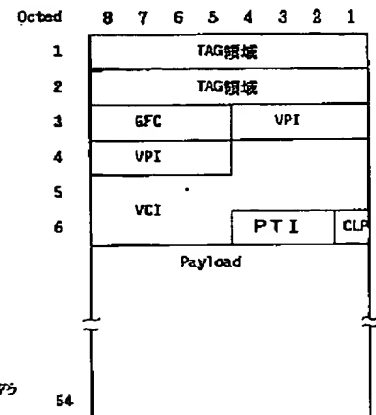 Octed 8 7 6 5 4 3 2 1
1 TAG領域
2 TAG領域
3 GFC VPI
4 VPI
5
VCI
6 PTI CLP
Payload
54